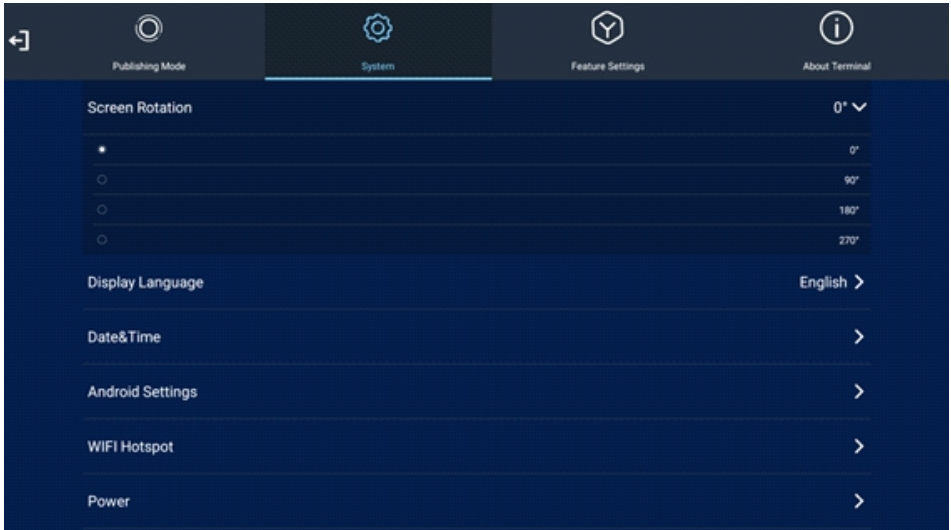 Publishing Mode
System
Feature Settings
About Terminal
Screen Rotation 0°
0°
90°
180°
270°
Display Language English
Date&Time
Android Settings
WIFI Hotspot
Power